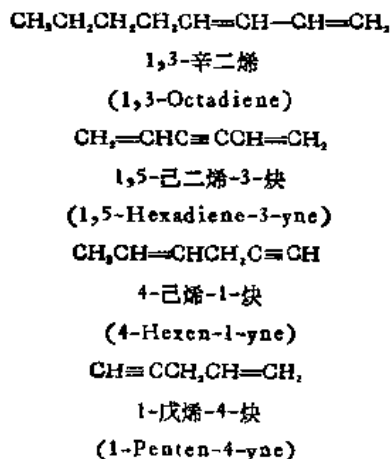 CH₃CH₂CH₂CH₂CH=CH—CH=CH₂
1,3-辛二烯
(1,3-Octadiene)
CH₂=CHC≡CCH=CH₂
1,5-己二烯-3-炔
(1,5-Hexadiene-3-yne)
CH₃CH=CHCH₂C≡CH
4-己烯-1-炔
(4-Hexen-1-yne)
CH≡CCH₂CH=CH₂
1-戊烯-4-炔
(1-Penten-4-yne)